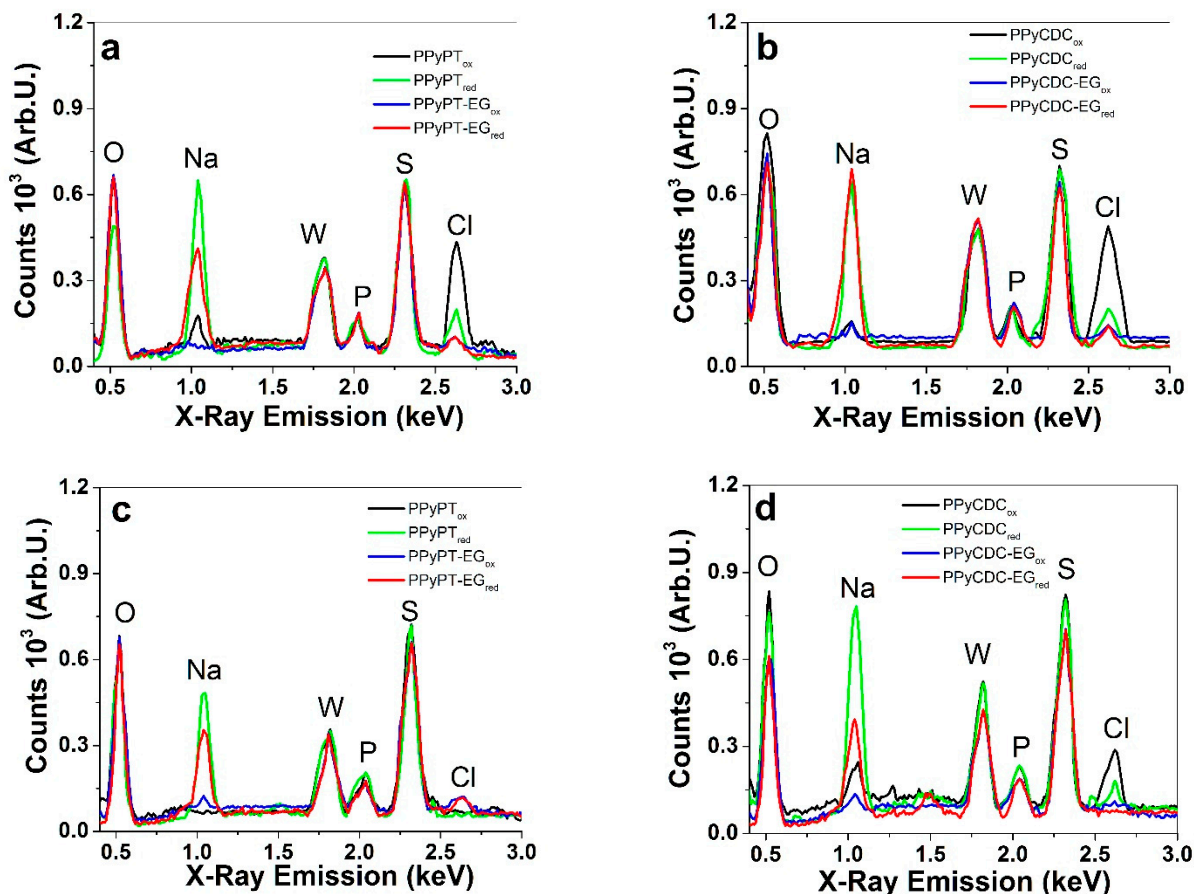 a
PPyPTox
PPyPTred
PPyPT-EGox
PPyPT-EGred
O
Na
W
P
S
Cl
1.2
0.9
0.6
0.3
0.0
Counts 10³ (Arb.U.)
0.5 1.0 1.5 2.0 2.5 3.0
X-Ray Emission (keV)
b
PPyCDCox
PPyCDCred
PPyCDC-EGox
PPyCDC-EGred
O
Na
W
P
S
Cl
1.2
0.9
0.6
0.3
0.0
Counts 10³ (Arb.U.)
0.5 1.0 1.5 2.0 2.5 3.0
X-Ray Emission (keV)
c
PPyPTox
PPyPTred
PPyPT-EGox
PPyPT-EGred
O
Na
W
P
S
Cl
1.2
0.9
0.6
0.3
0.0
Counts 10³ (Arb.U.)
0.5 1.0 1.5 2.0 2.5 3.0
X-Ray Emission (keV)
d
PPyCDCox
PPyCDCred
PPyCDC-EGox
PPyCDC-EGred
O
Na
W
P
S
Cl
1.2
0.9
0.6
0.3
0.0
Counts 10³ (Arb.U.)
0.5 1.0 1.5 2.0 2.5 3.0
X-Ray Emission (keV)